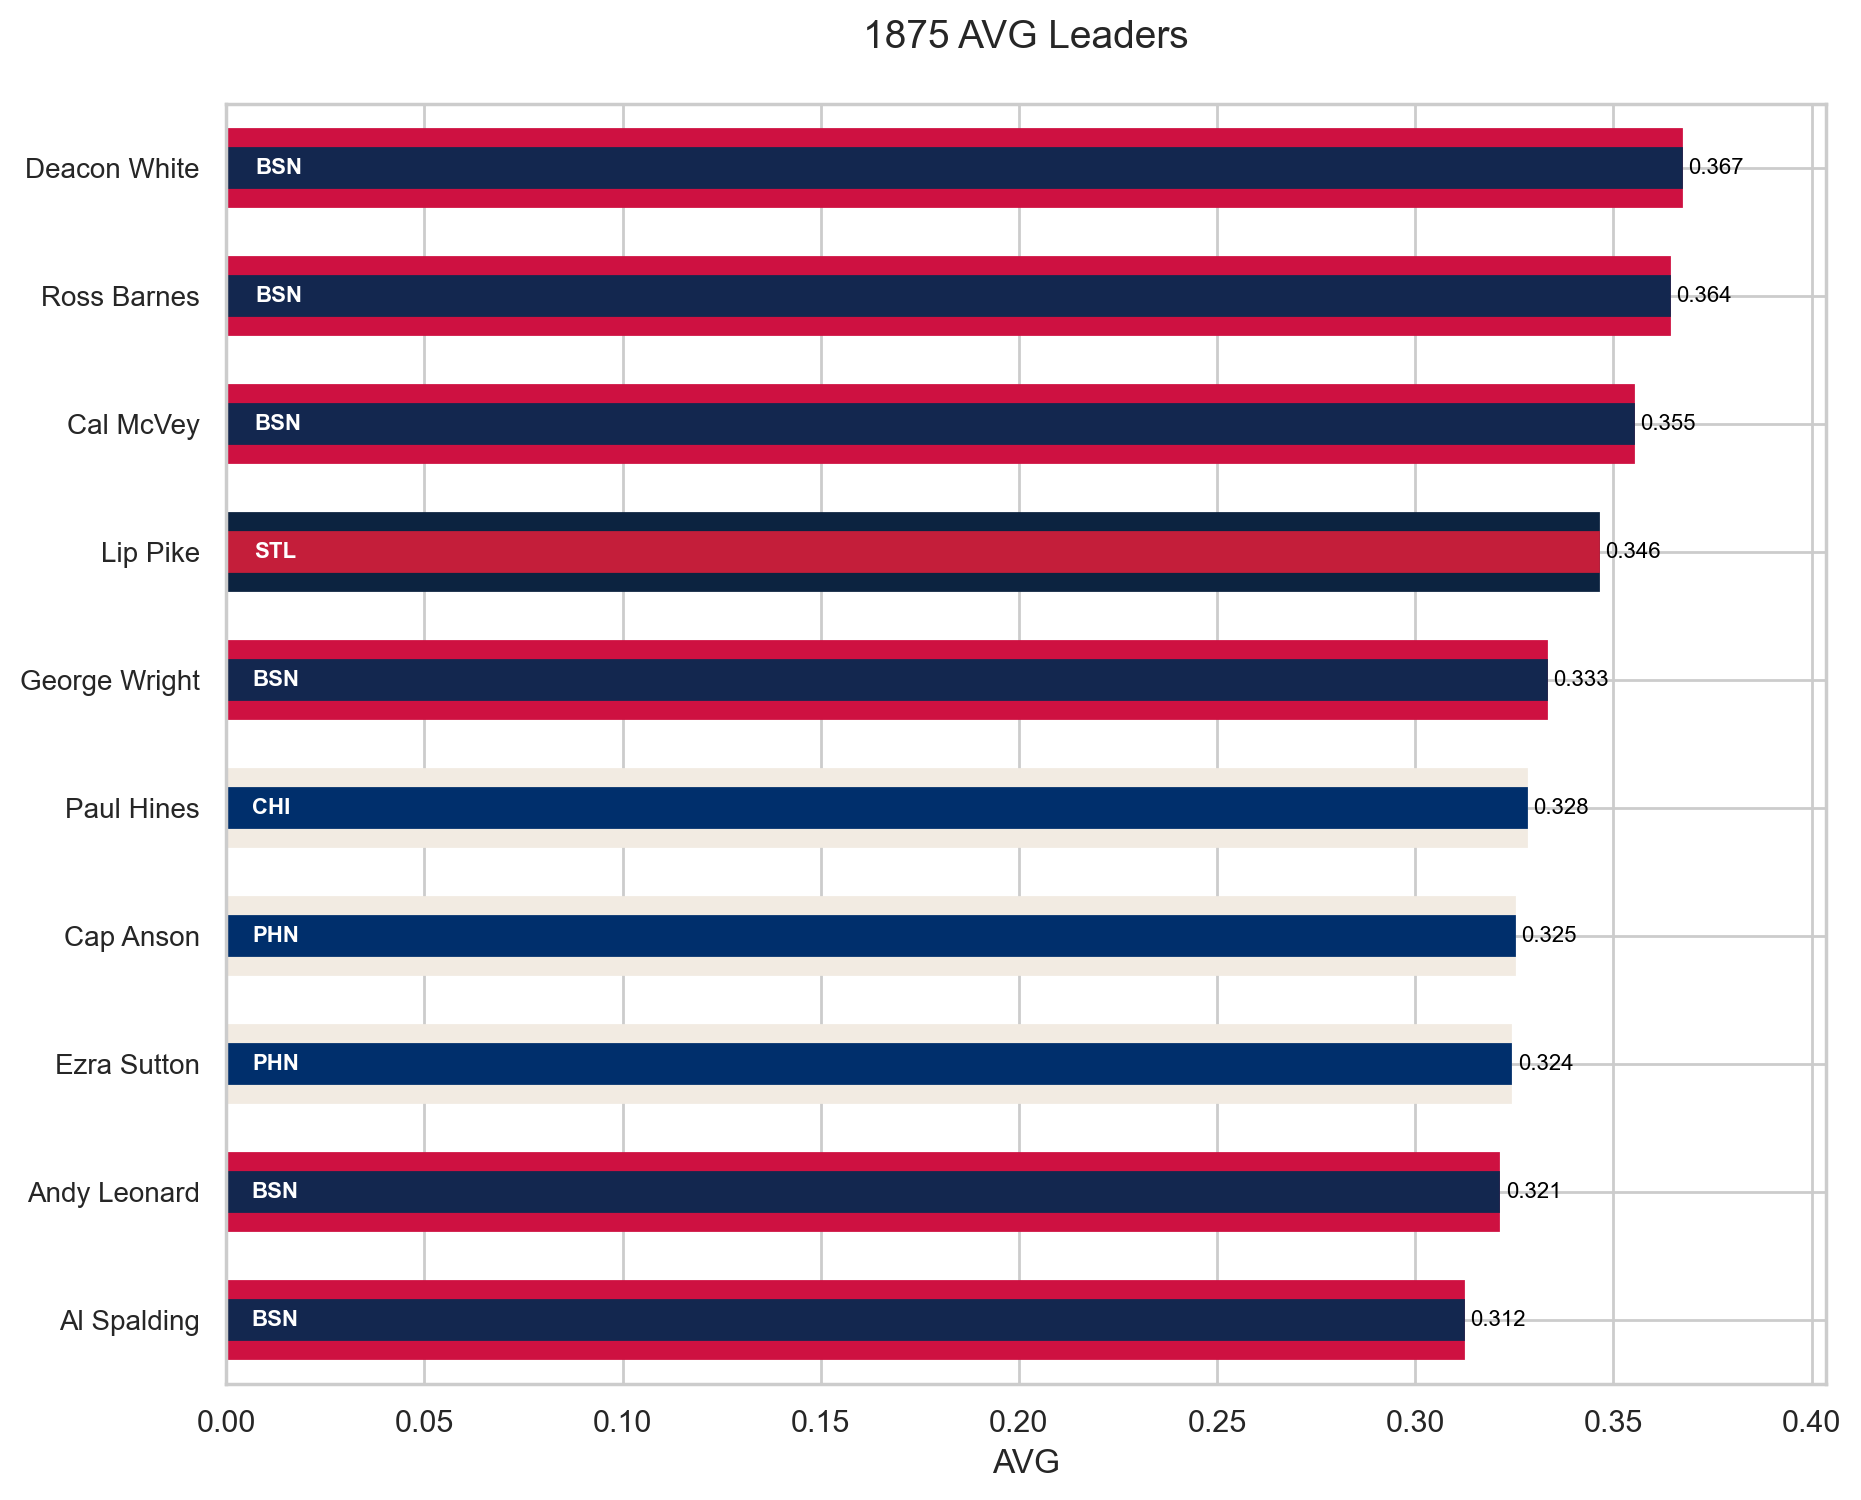 1875 AVG Leaders
Deacon White BSN 0.367
Ross Barnes BSN 0.364
Cal McVey BSN 0.355
Lip Pike STL 0.346
George Wright BSN 0.333
Paul Hines CHI 0.328
Cap Anson PHN 0.325
Ezra Sutton PHN 0.324
Andy Leonard BSN 0.321
Al Spalding BSN 0.312
0.00 0.05 0.10 0.15 0.20 0.25 0.30 0.35 0.40
AVG